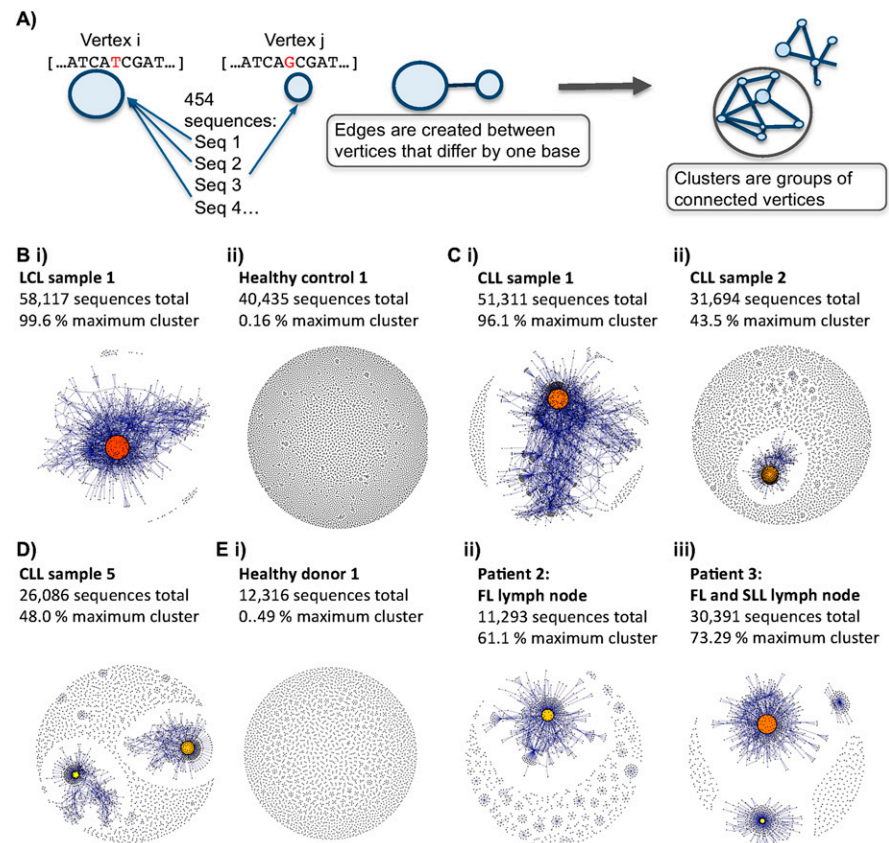 A)
Vertex i
[…ATCATCGAT…]
Vertex j
[…ATCAGCGAT…]
454
sequences:
Seq 1
Seq 2
Seq 3
Seq 4…
Edges are created between
vertices that differ by one base
Clusters are groups of
connected vertices
B i)
LCL sample 1
58,117 sequences total
99.6 % maximum cluster
ii)
Healthy control 1
40,435 sequences total
0.16 % maximum cluster
C i)
CLL sample 1
51,311 sequences total
96.1 % maximum cluster
ii)
CLL sample 2
31,694 sequences total
43.5 % maximum cluster
D)
CLL sample 5
26,086 sequences total
48.0 % maximum cluster
E i)
Healthy donor 1
12,316 sequences total
0..49 % maximum cluster
ii)
Patient 2:
FL lymph node
11,293 sequences total
61.1 % maximum cluster
iii)
Patient 3:
FL and SLL lymph node
30,391 sequences total
73.29 % maximum cluster